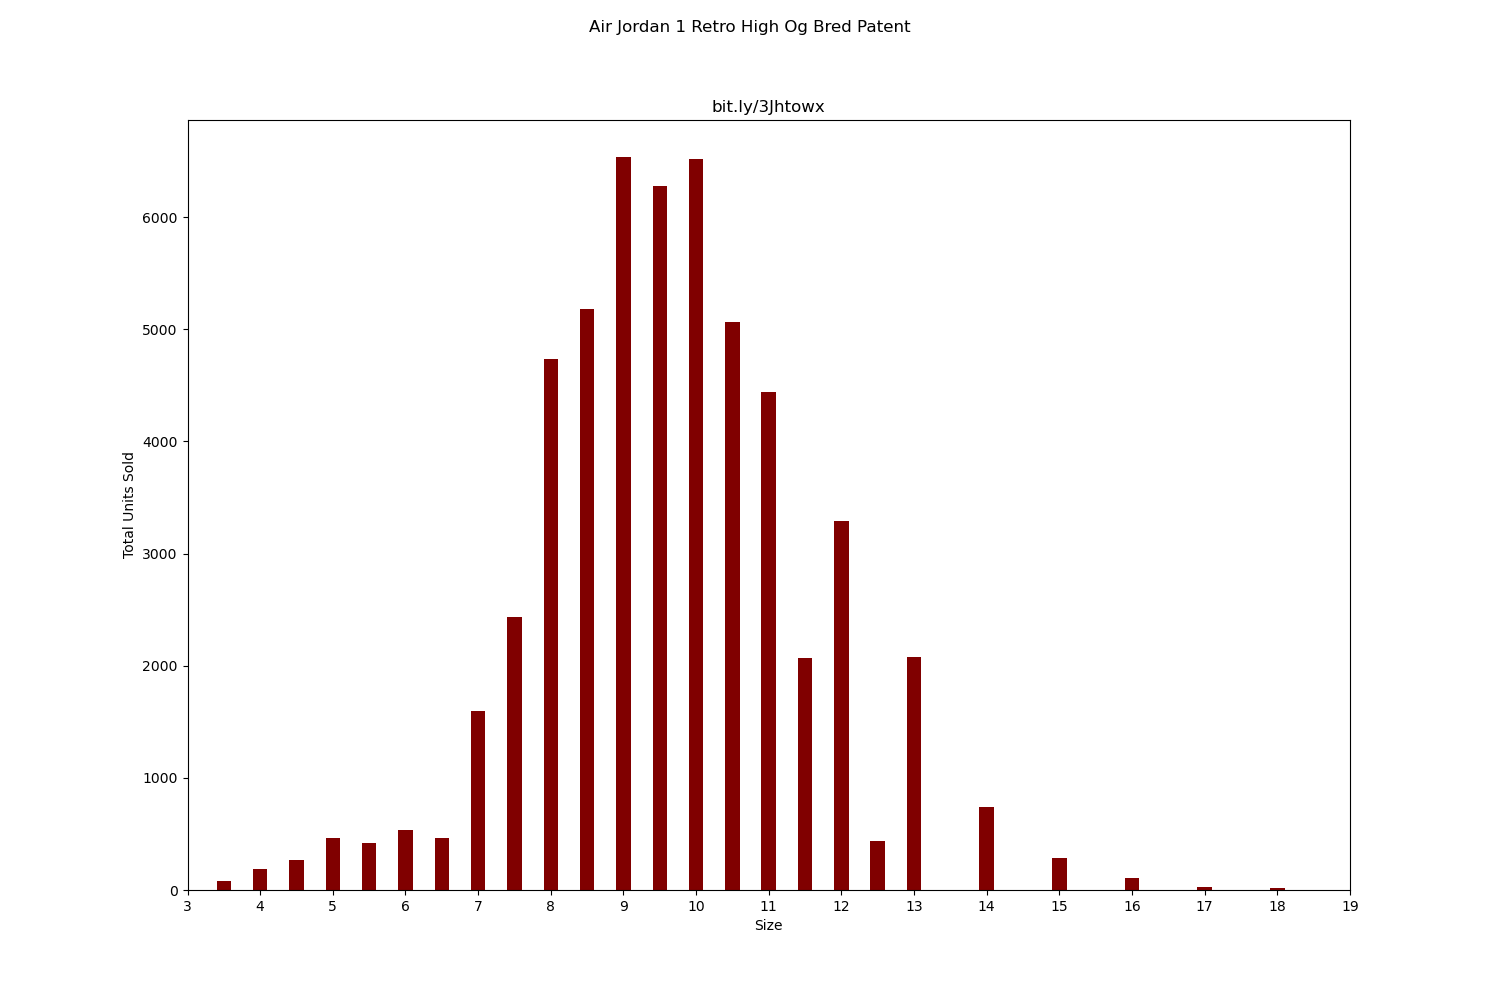 Air Jordan 1 Retro High Og Bred Patent
bit.ly/3Jhtowx
6000
5000
4000
3000
2000
1000
0
Total Units Sold
3 4 5 6 7 8 9 10 11 12 13 14 15 16 17 18 19
Size